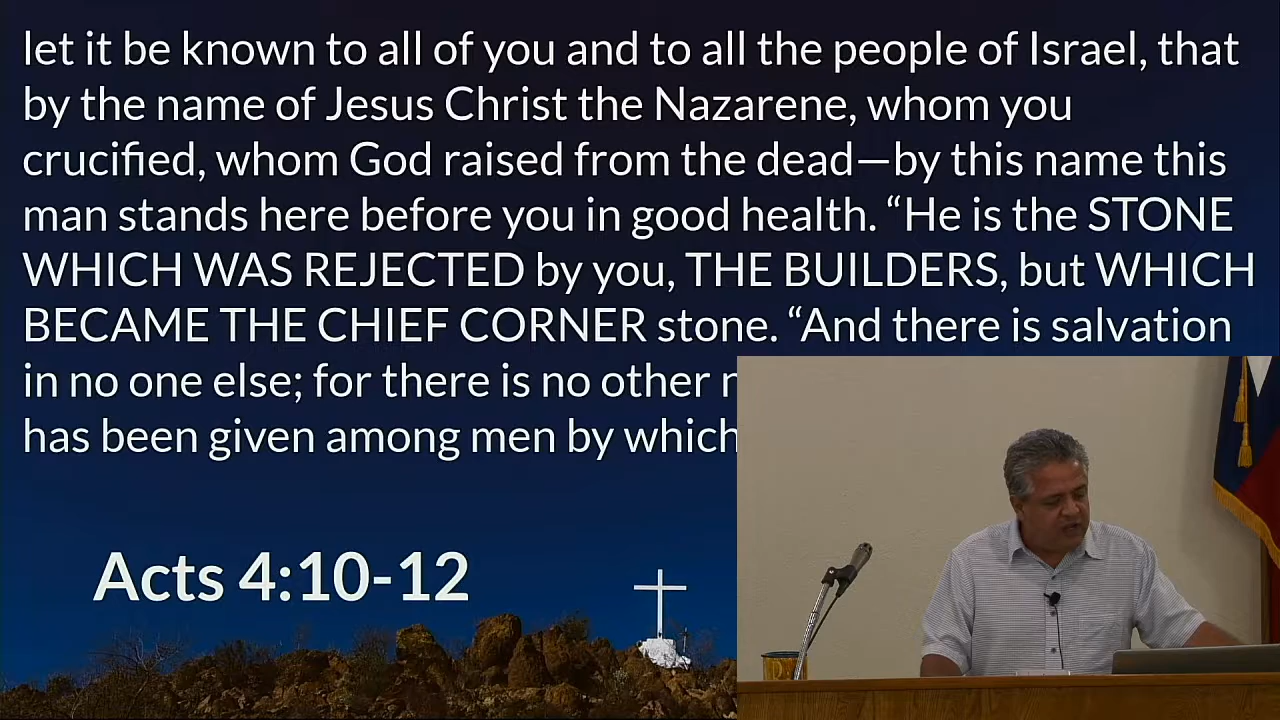 let it be known to all of you and to all the people of Israel, that
by the name of Jesus Christ the Nazarene, whom you
crucified, whom God raised from the dead—by this name this
man stands here before you in good health. “He is the STONE
WHICH WAS REJECTED by you, THE BUILDERS, but WHICH
BECAME THE CHIEF CORNER stone. “And there is salvation
in no one else; for there is no other
has been given among men by which
Acts 4:10-12